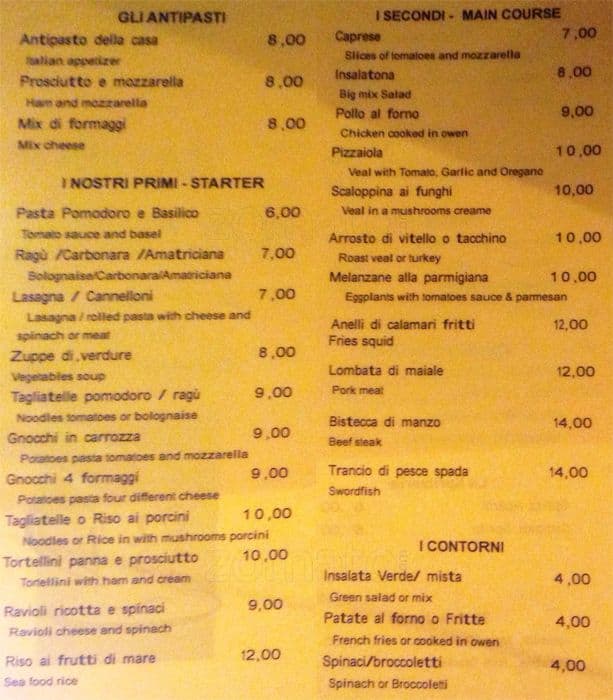 GLI ANTIPASTI
Antipasto della casa 8,00
Italian appetizer
Prosciutto e mozzarella 8,00
Ham and mozzarella
Mix di formaggi 8,00
Mix cheese
I NOSTRI PRIMI - STARTER
Pasta Pomodoro e Basilico 6,00
Tomato sauce and basel
Ragù /Carbonara /Amatriciana 7,00
Bolognaise/Carbonara/Amatriciana
Lasagna / Cannelloni 7,00
Lasagna / rolled pasta with cheese and
spinach or meat
Zuppe di ,verdure 8,00
Vegetables soup
Tagliatelle pomodoro / ragù 9,00
Noodles tomatoes or bolognaise
Gnocchi in carrozza 9,00
Potatoes pasta tomatoes and mozzarella
Gnocchi 4 formaggi 9,00
Potatoes pasta four different cheese
Tagliatelle o Riso ai porcini 10,00
Noodles or Rice in with mushrooms porcini
Tortellini panna e prosciutto 10,00
Tortellini with ham and cream
Ravioli ricotta e spinaci 9,00
Ravioli cheese and spinach
Riso ai frutti di mare 12,00
Sea food rice
I SECONDI - MAIN COURSE
Caprese 7,00
Slices of tomatoes and mozzarella
Insalatona 8,00
Big mix Salad
Pollo al forno 9,00
Chicken cooked in owen
Pizzaiola 10,00
Veal with Tomato, Garlic and Oregano
Scaloppina ai funghi 10,00
Veal in a mushrooms creame
Arrosto di vitello o tacchino 10,00
Roast veal or turkey
Melanzane alla parmigiana 10,00
Eggplants with tomatoes sauce & parmesan
Anelli di calamari fritti 12,00
Fries squid
Lombata di maiale 12,00
Pork meat
Bistecca di manzo 14,00
Beef steak
Trancio di pesce spada 14,00
Swordfish
I CONTORNI
Insalata Verde/ mista 4,00
Green salad or mix
Patate al forno o Fritte 4,00
French fries or cooked in owen
Spinaci/broccoletti 4,00
Spinach or Broccoletti